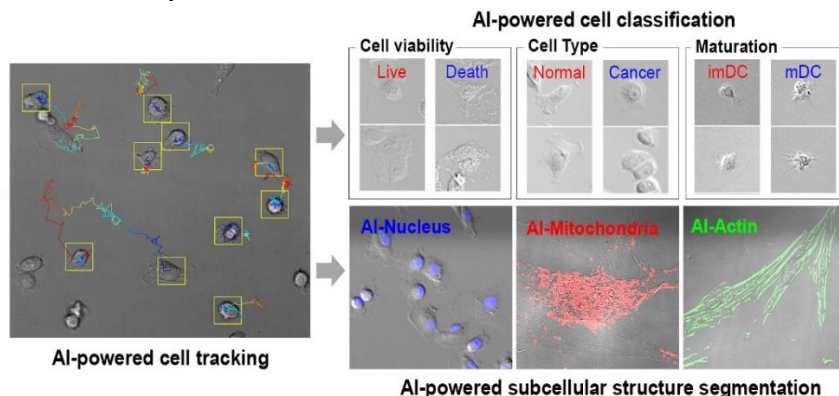 AI-powered cell classification
Cell viability
Cell Type
Maturation
Live
Death
Normal
Cancer
imDC
mDC
AI-Nucleus
AI-Mitochondria
AI-Actin
AI-powered cell tracking
AI-powered subcellular structure segmentation